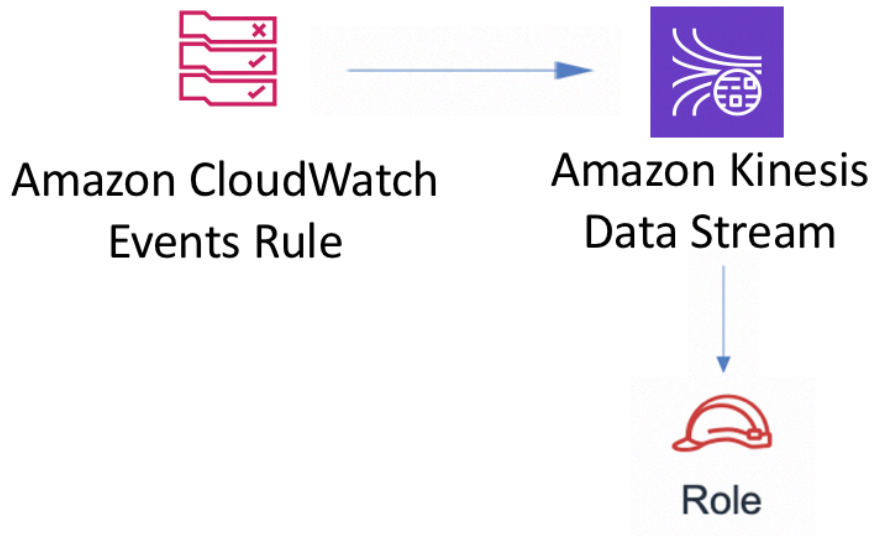 Amazon CloudWatch
Events Rule
Amazon Kinesis
Data Stream
Role